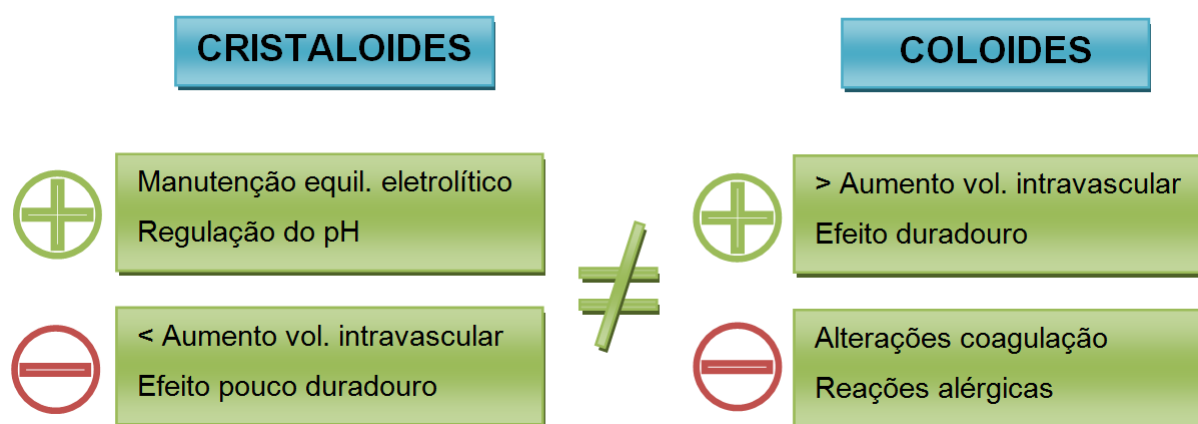 CRISTALOIDES
Manutenção equil. eletrolítico
Regulação do pH
< Aumento vol. intravascular
Efeito pouco duradouro
≠
COLOIDES
> Aumento vol. intravascular
Efeito duradouro
Alterações coagulação
Reações alérgicas